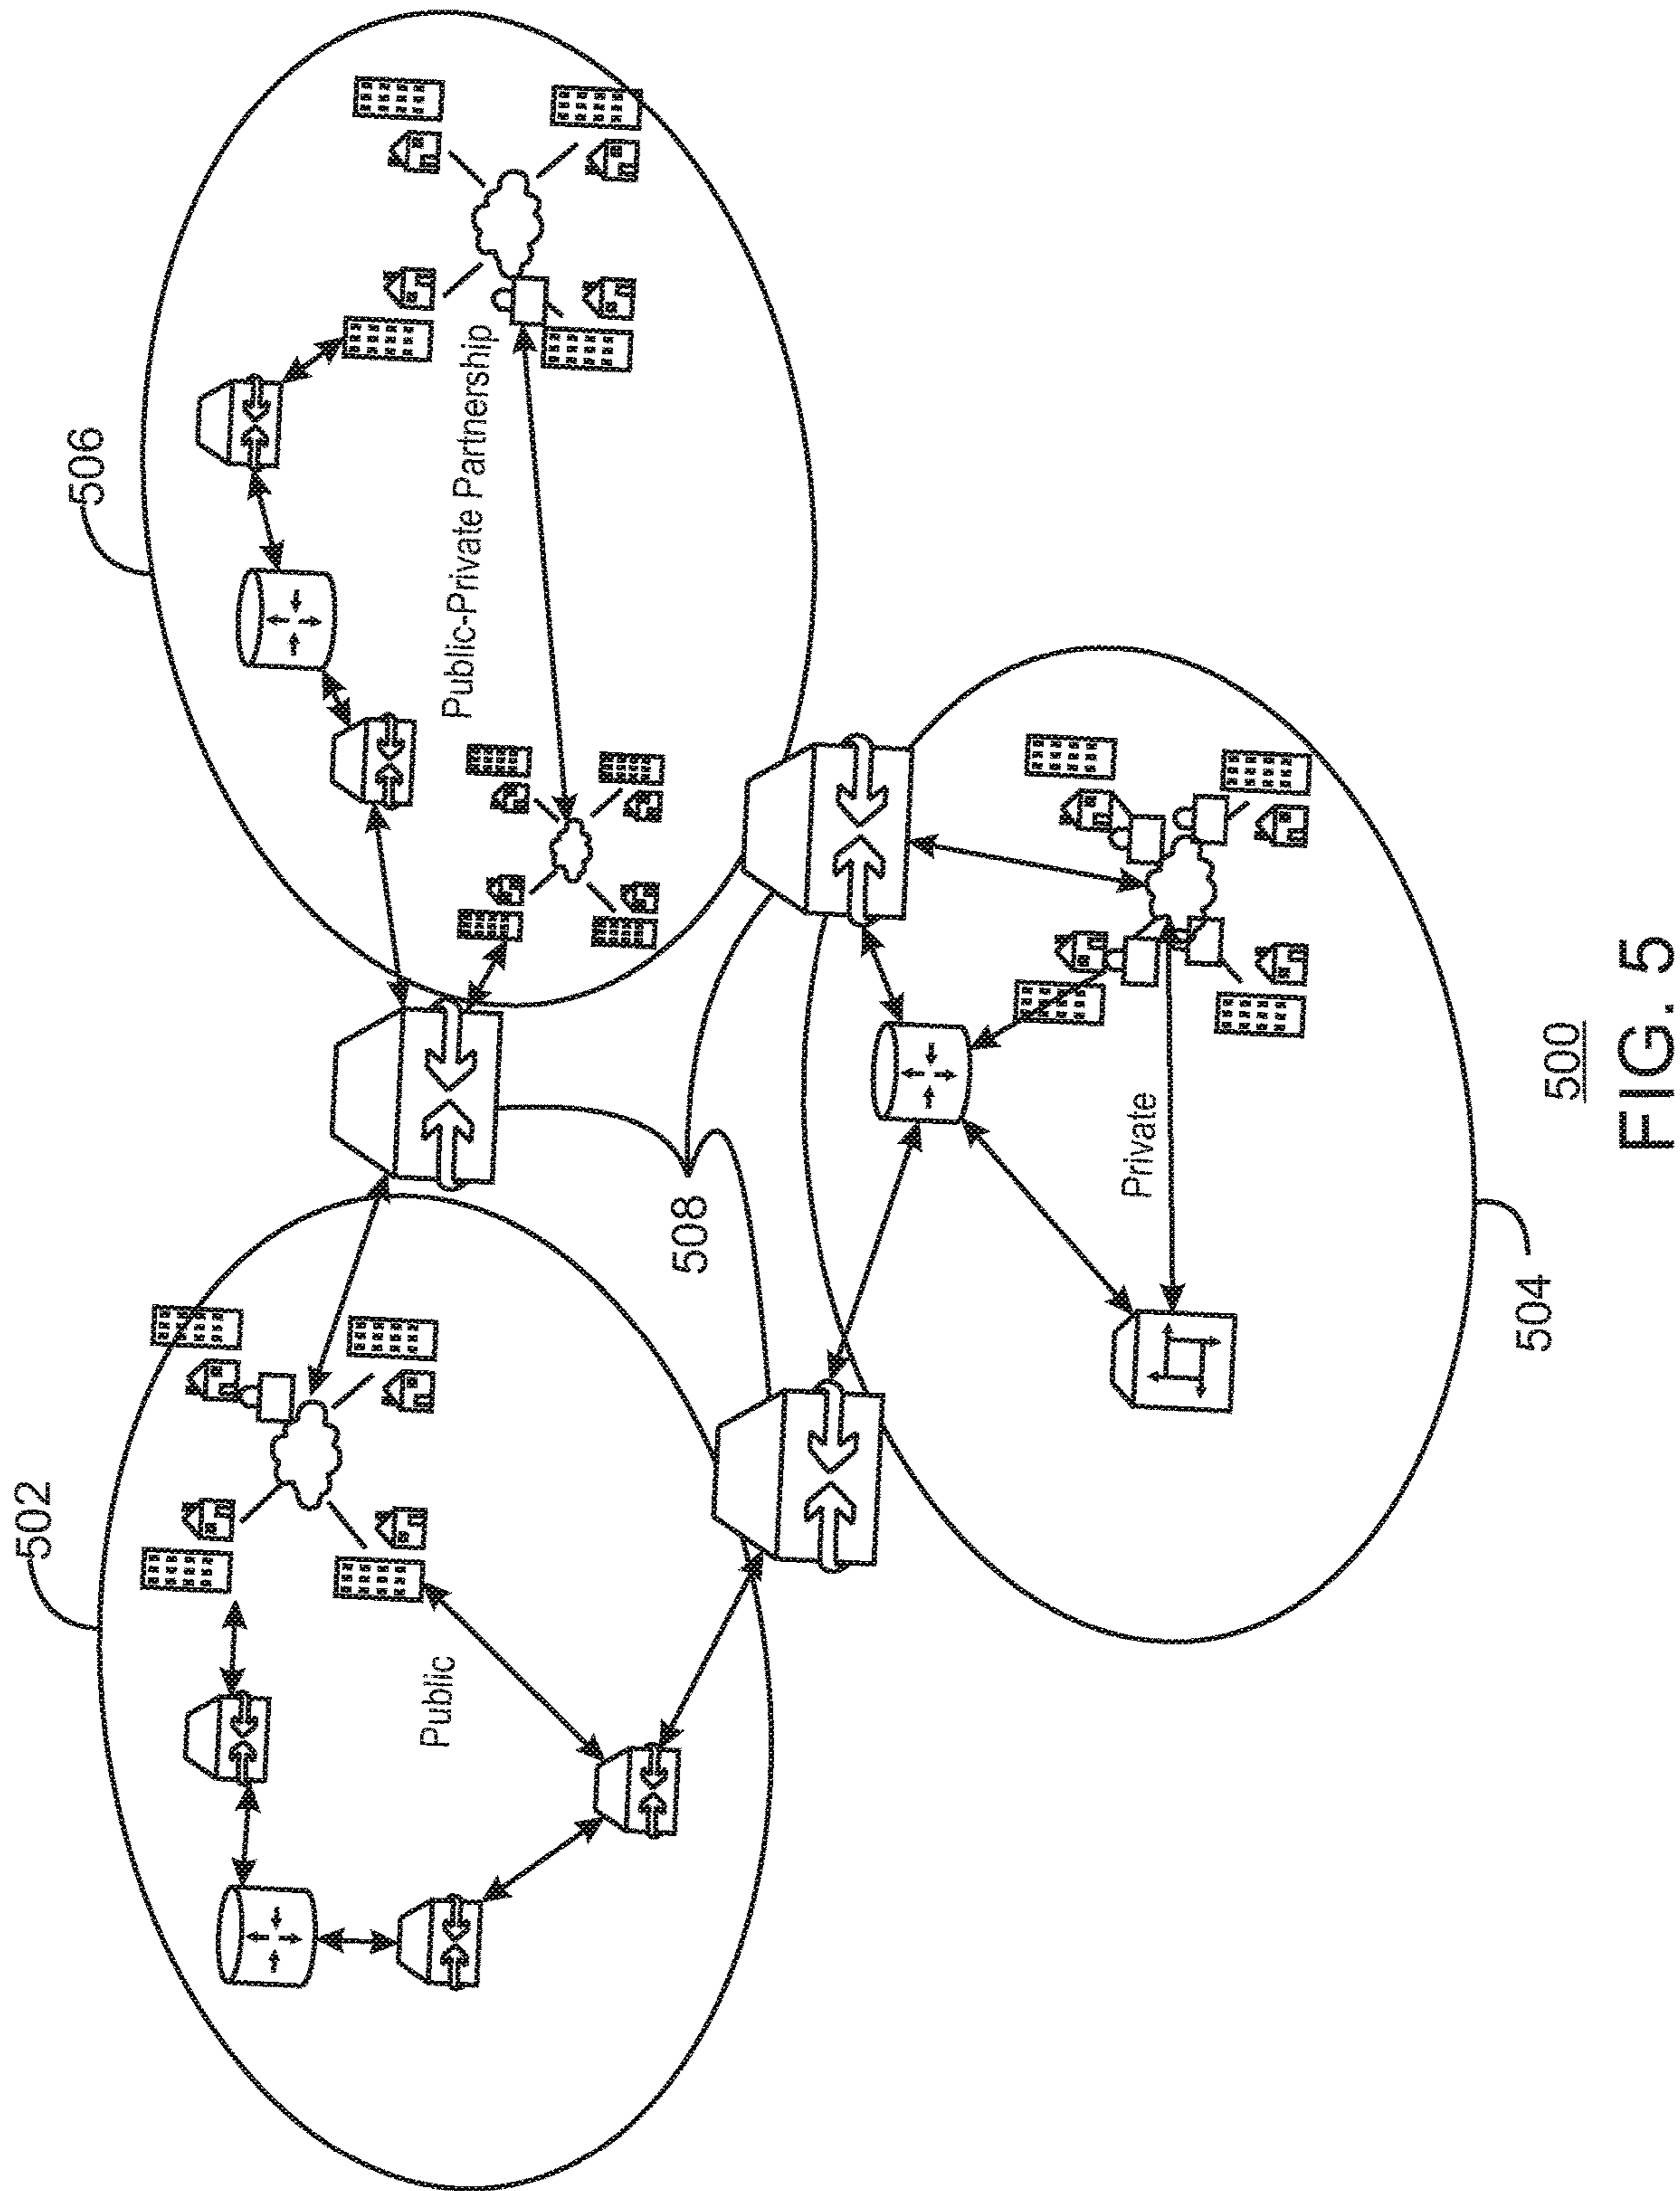 502
506
Public
Public-Private Partnership
508
Private
504
500
FIG. 5